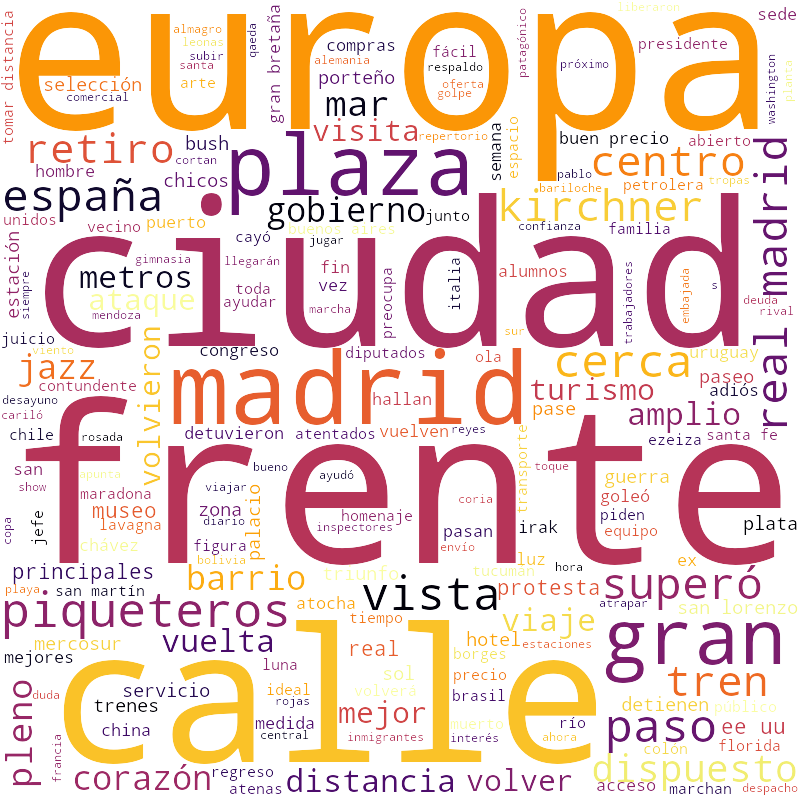 europa
ciudad
frente
calle
madrid
plaza
gran
real madrid
españa
retiro
mar
visita
centro
kirchner
gobierno
metros
ataque
jazz
volvieron
cerca
turismo
amplio
superó
piqueteros
vista
barrio
vuelta
viaje
tren
paso
dispuesto
pleno
corazón
distancia
volver
mejor
tomar distancia
almagro
leonas
subir
santa
qaeda
gran bretaña
alemania
compras
porteño
fácil
respaldo
oferta
golpe
repertorio
patagónico
liberaron
próximo
presidente
sede
washington
planto
selección
comercial
arte
bush
hombre
cortan
chicos
semana
espacio
buen precio
abierto
pablo
bariloche
petrolera
tropas
unidos
vecino
puerto
estación
siempre
buenos aires
junto
cayó
jugar
confianza
familia
gimnasia
llegarán
toda
ayudar
mendoza
fin
vez
marcha
preocupa
italia
alumnos
trabajadores
embajada
s
deuda
rival
sur
juicio
viento
congreso
diputados
ola
uruguay
paseo
adiós
desayuno
contundente
cariló
hallan
pase
chile
rosada
detuvieron
atentados
vuelven
reyes
ezeiza
santa fe
san
apunta
bueno
ayudó
transporte
toque
guerra
show
maradona
viajar
coria
goleó
museo
zona
diario
homenaje
copa
jefe
lavagna
inspectores
pasan
irak
piden
equipo
plata
chávez
figura
palacio
bolivia
envío
luz
ex
principales
triunfo
tucumán
hora
protesta
playa
san martín
atocha
atrapar
san lorenzo
mercosur
tiempo
hotel
estaciones
mejores
luna
real
borges
duda
servicio
sol
precio
detienen
público
trenes
ideal
volverá
brasil
rojas
china
medida
muerto
río
colón
ee uu
florida
central
inmigrantes
interés
ahora
francia
regreso
atenas
acceso
marchan
despacho